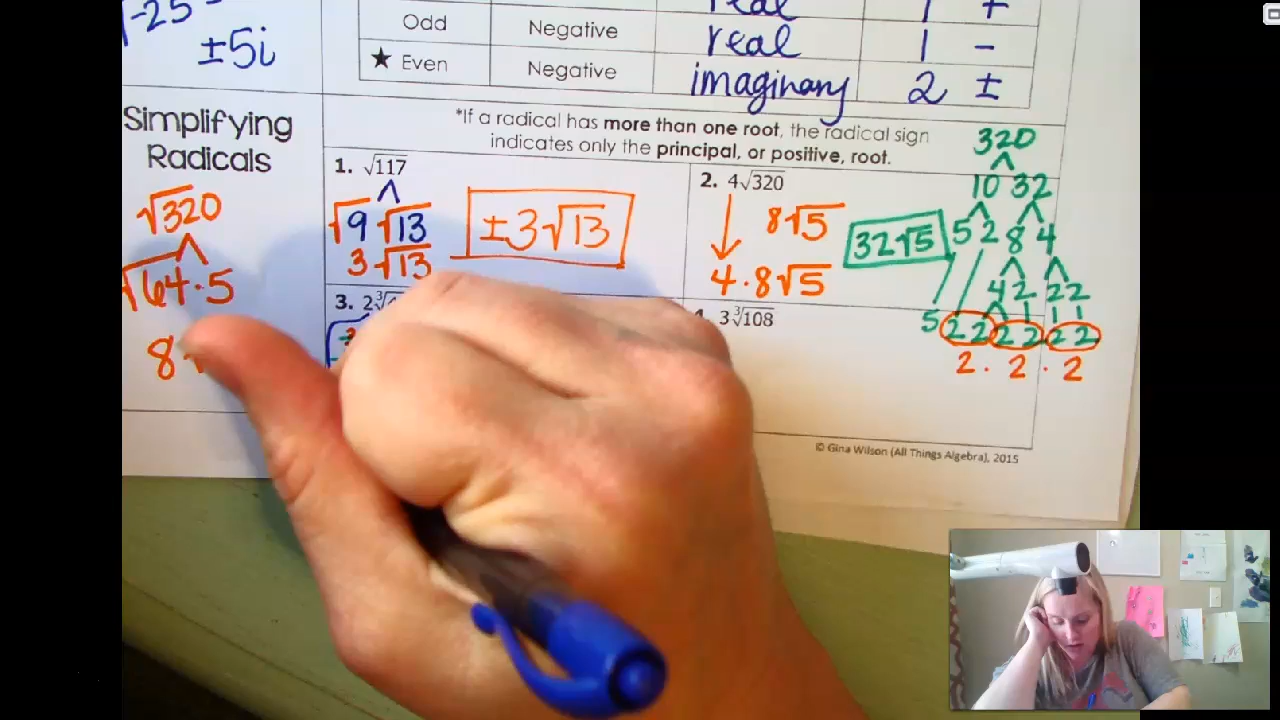 -25
±5i
real 1 +
Odd Negative real 1 -
★ Even Negative imaginary 2 ±
Simplifying
Radicals
*If a radical has more than one root, the radical sign
indicates only the principal, or positive, root.
√320
√64·5
8
1. √117
√9 √13
3√13
±3√13
2. 4√320
8√5
4·8√5
32√5
320
10 32
5 2 8 4
4 2 2 2
5 2 2 2 2 2 2
2 · 2 · 2
3. 2∛
3∛108
© Gina Wilson (All Things Algebra), 2015